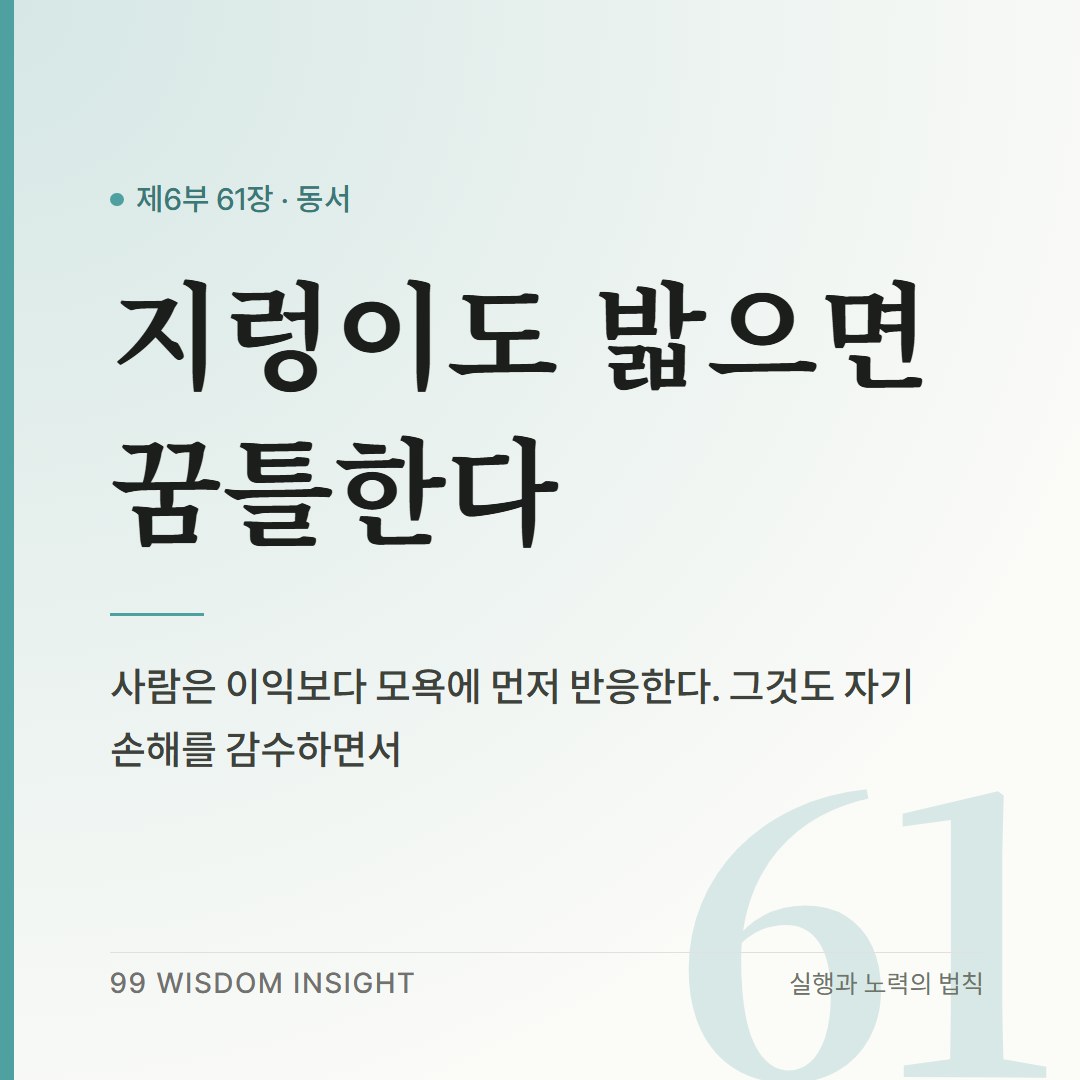 제6부 61장 · 동서
지렁이도 밟으면
꿈틀한다
사람은 이익보다 모욕에 먼저 반응한다. 그것도 자기
손해를 감수하면서
99 WISDOM INSIGHT
실행과 노력의 법칙
61